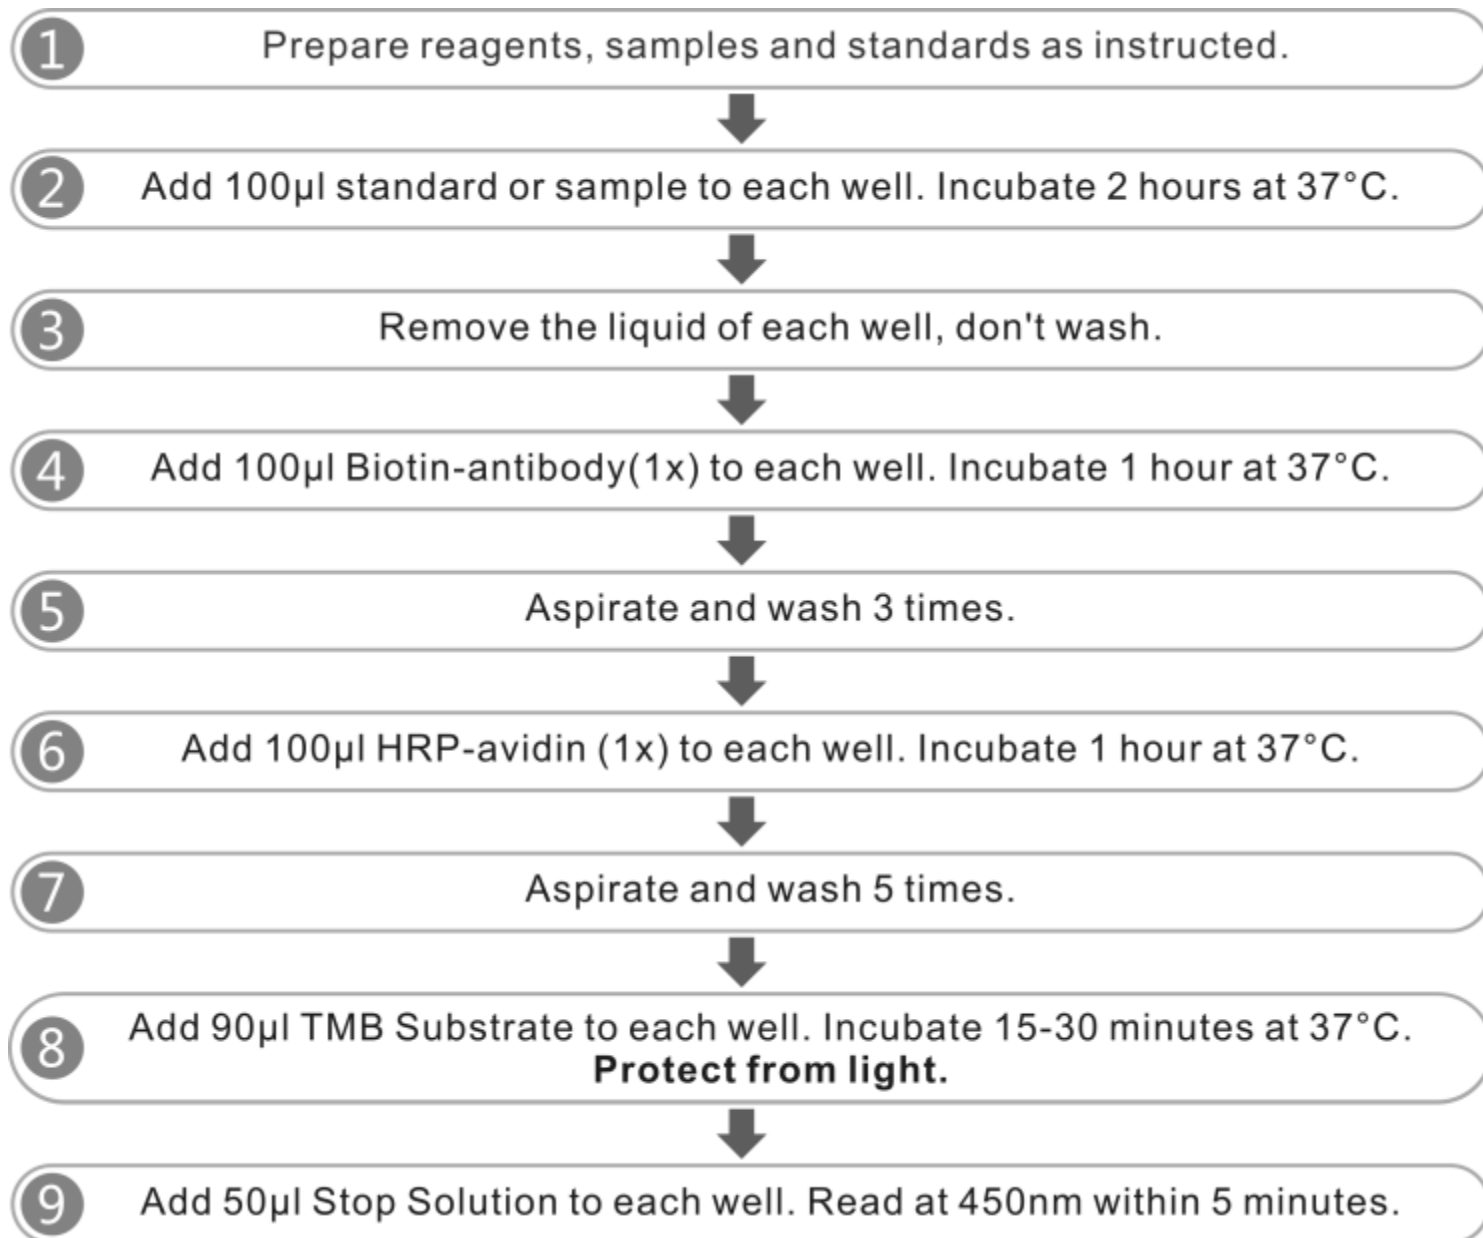 1 Prepare reagents, samples and standards as instructed.
2 Add 100µl standard or sample to each well. Incubate 2 hours at 37°C.
3 Remove the liquid of each well, don't wash.
4 Add 100µl Biotin-antibody(1x) to each well. Incubate 1 hour at 37°C.
5 Aspirate and wash 3 times.
6 Add 100µl HRP-avidin (1x) to each well. Incubate 1 hour at 37°C.
7 Aspirate and wash 5 times.
8 Add 90µl TMB Substrate to each well. Incubate 15-30 minutes at 37°C.
Protect from light.
9 Add 50µl Stop Solution to each well. Read at 450nm within 5 minutes.